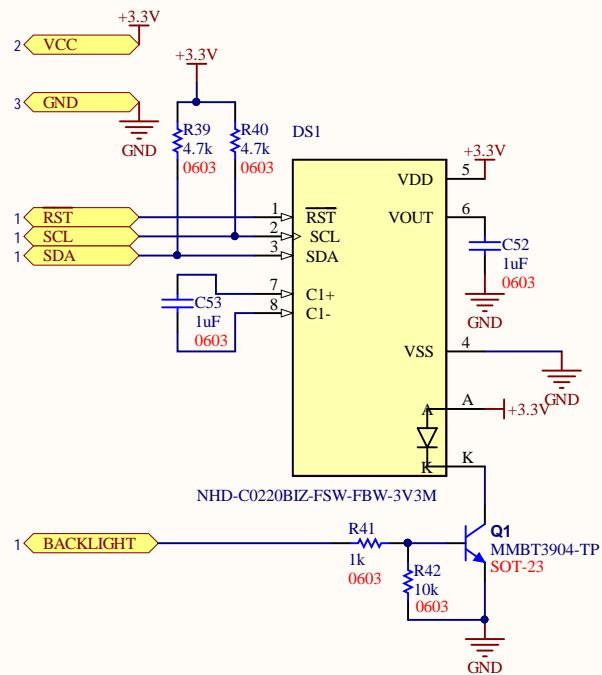 +3.3V
2 VCC
+3.3V
3 GND
GND
R39
4.7k
0603
R40
4.7k
0603
DS1
+3.3V
VDD 5
VOUT 6
C52
1uF
0603
GND
1 RST 1 RST
1 SCL 2 SCL
1 SDA 3 SDA
7 C1+
8 C1-
C53
1uF
0603
VSS 4
GND
A A
+3.3V
K K
NHD-C0220BIZ-FSW-FBW-3V3M
1 BACKLIGHT
R41
1k
0603
R42
10k
0603
Q1
MMBT3904-TP
SOT-23
GND